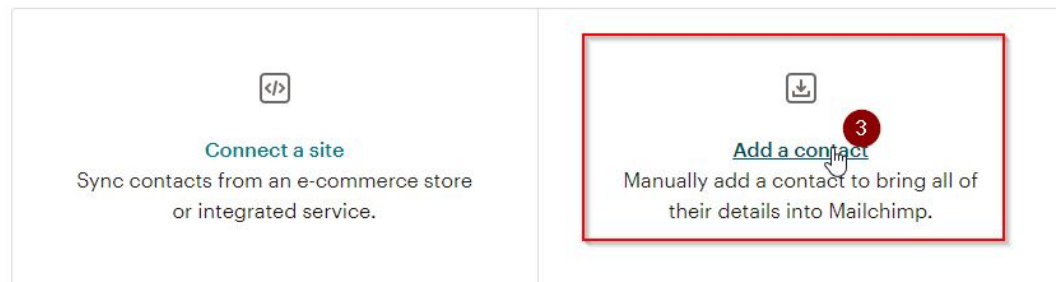 Connect a site
Sync contacts from an e-commerce store
or integrated service.
3
Add a contact
Manually add a contact to bring all of
their details into Mailchimp.